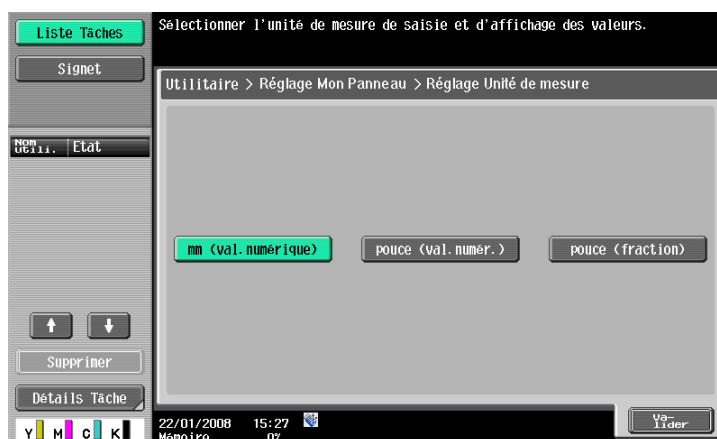 Liste Tâches
Sélectionner l'unité de mesure de saisie et d'affichage des valeurs.
Signet
Utilitaire > Réglage Mon Panneau > Réglage Unité de mesure
Nom
Utili. Etat
mm (val.numérique)
pouce (val.numér.)
pouce (fraction)
Supprimer
Détails Tâche
Y M C K
22/01/2008 15:27
Mémoire 0%
Va-
lider